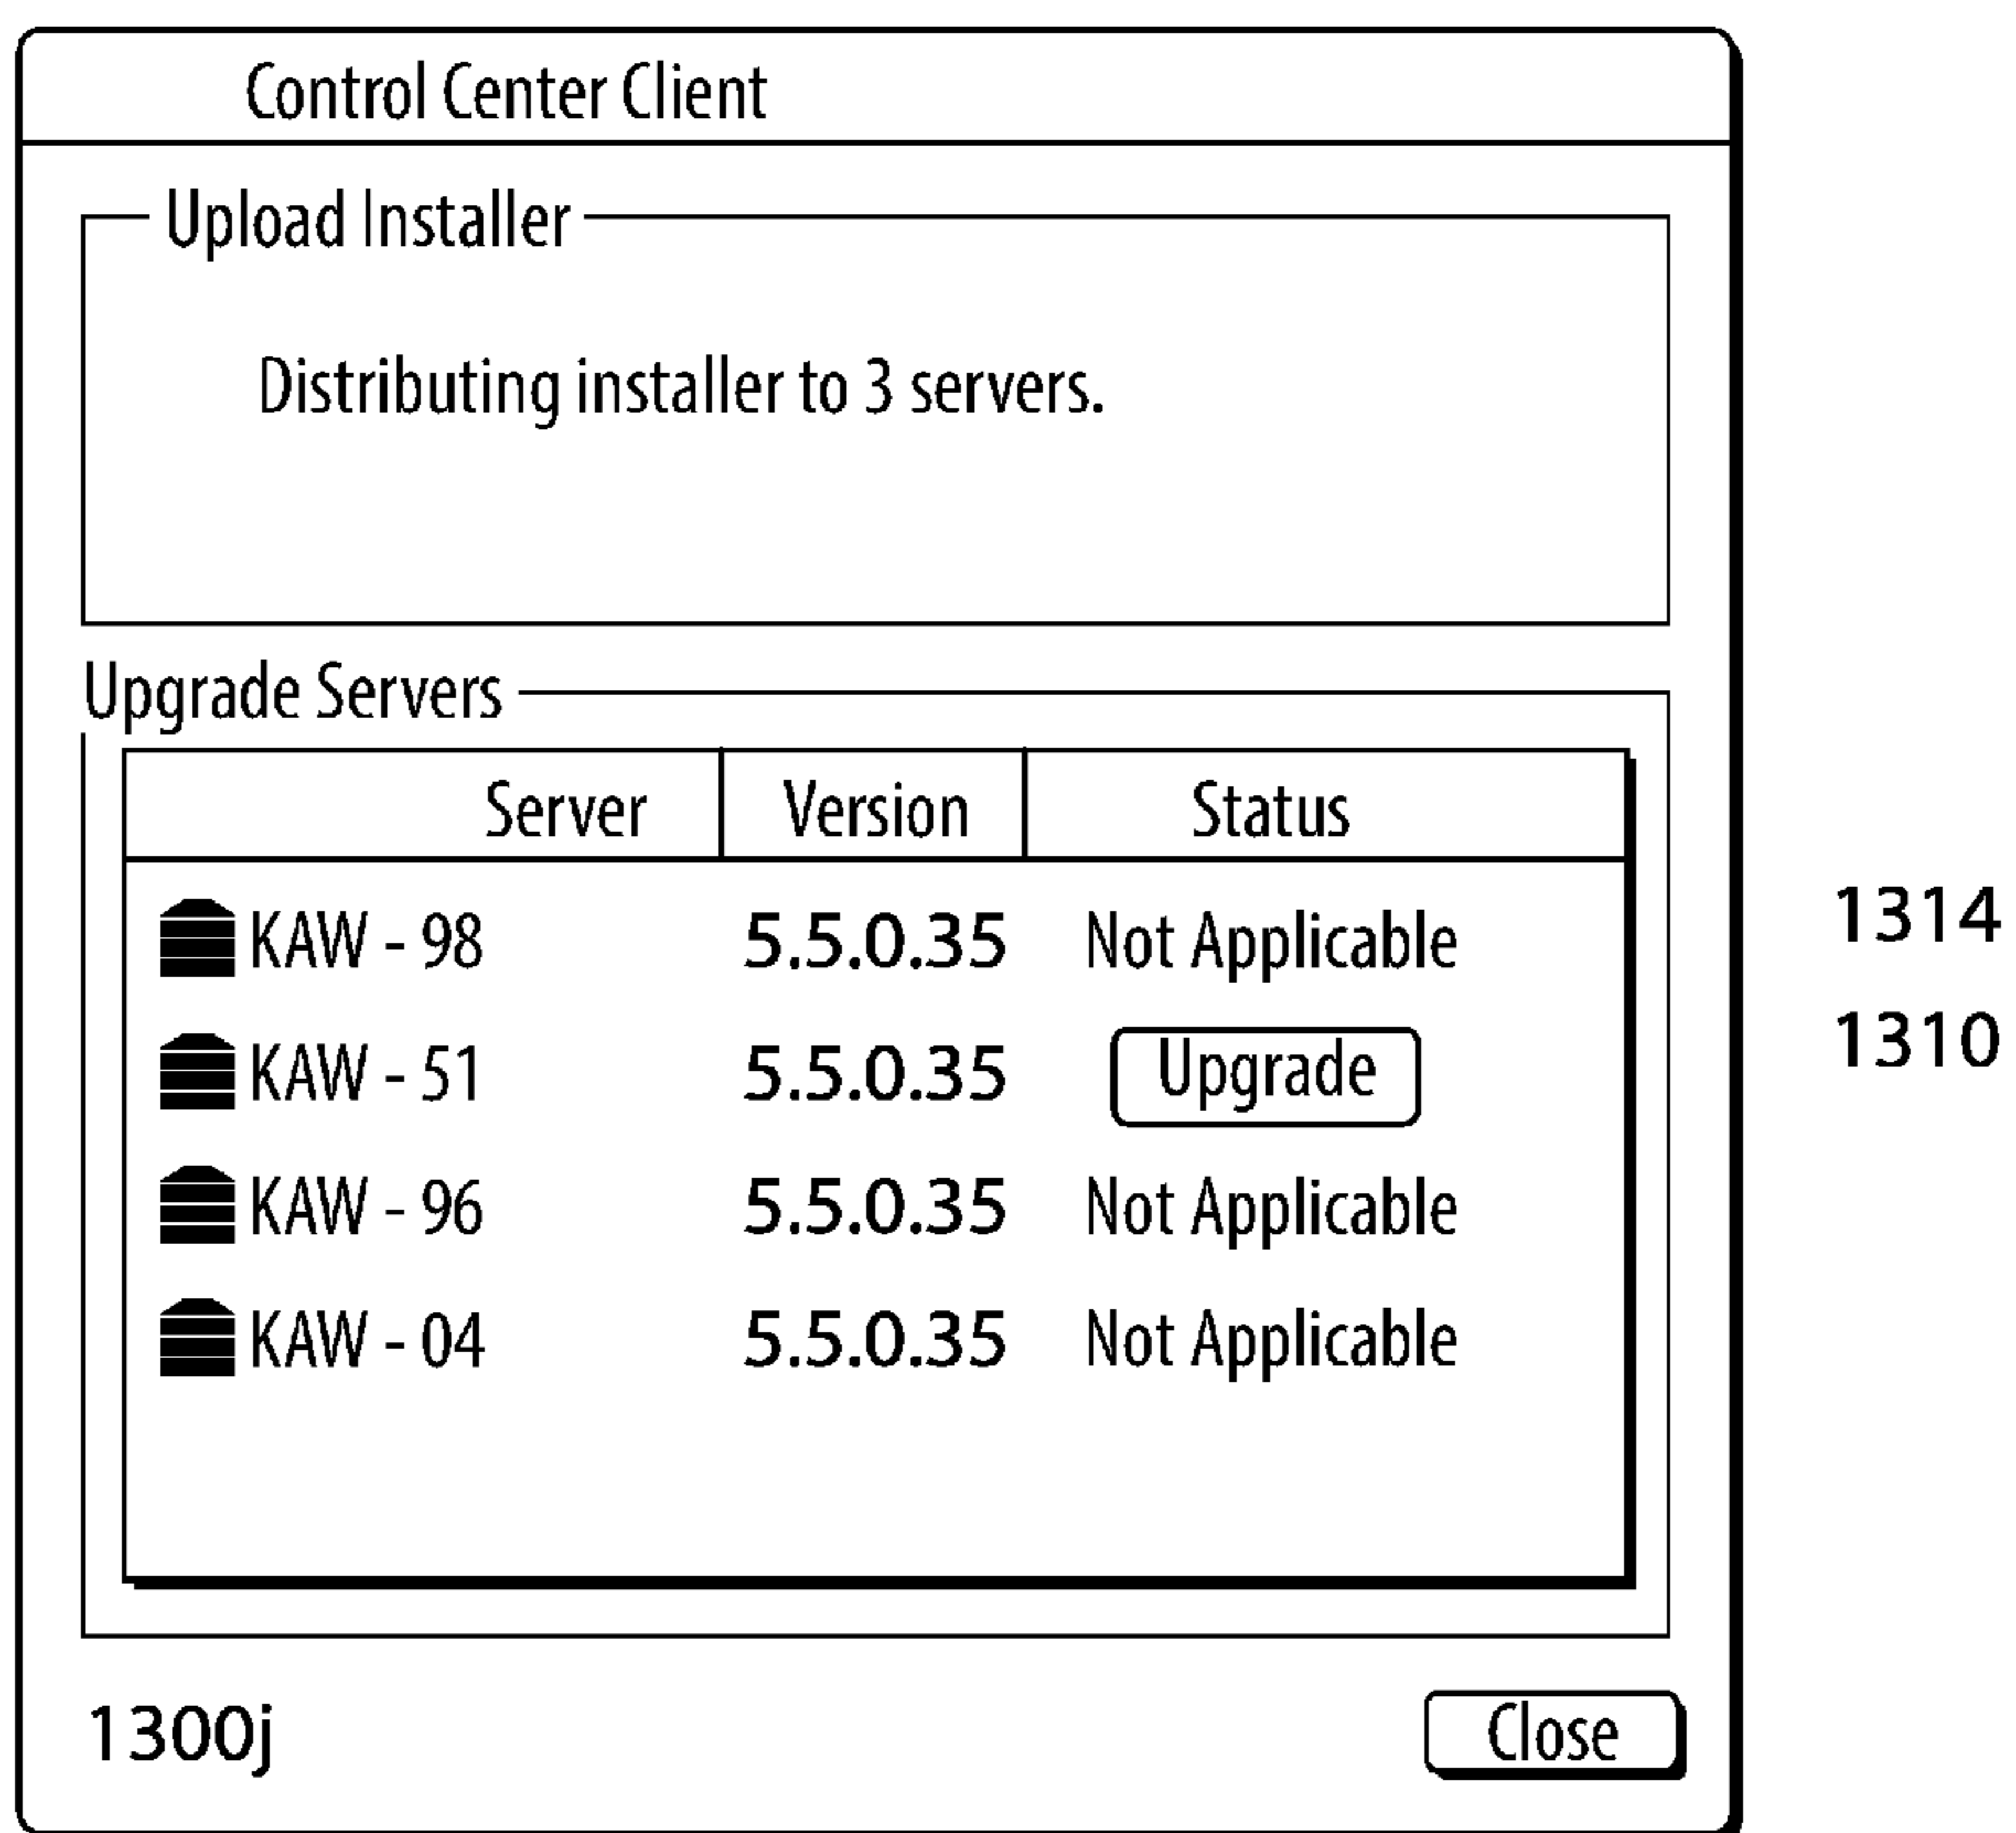 Control Center Client
Upload Installer
Distributing installer to 3 servers.
Upgrade Servers
Server Version Status
KAW - 98 5.5.0.35 Not Applicable
1314
KAW - 51 5.5.0.35 Upgrade
1310
KAW - 96 5.5.0.35 Not Applicable
KAW - 04 5.5.0.35 Not Applicable
1300j
Close